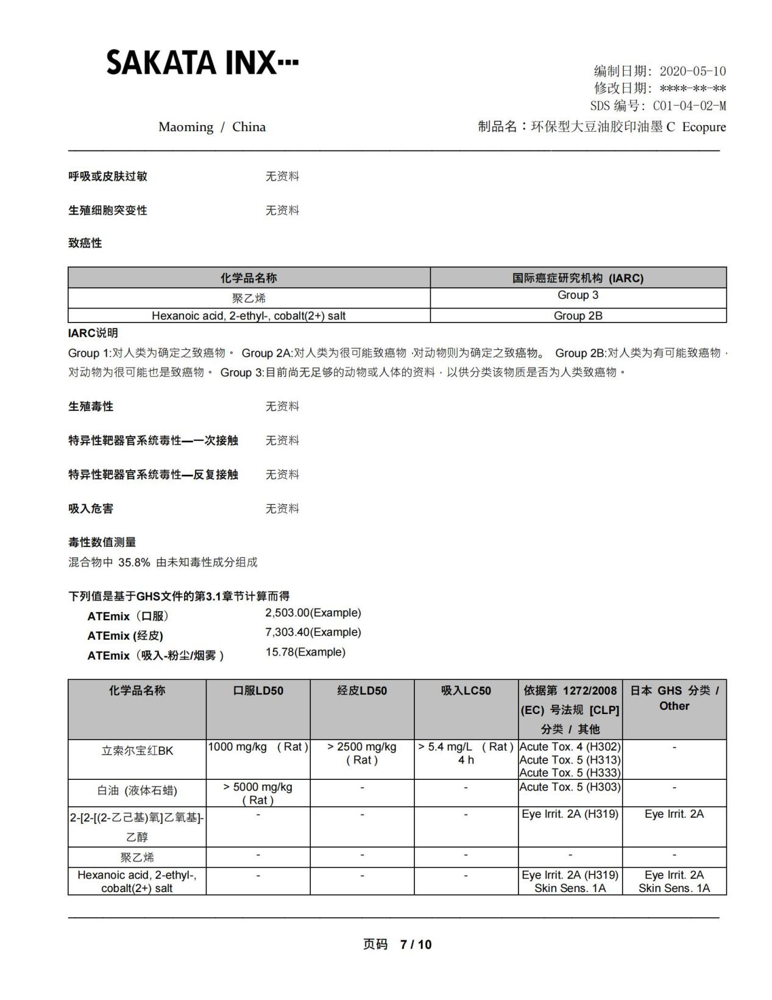 SAKATA INX
编制日期: 2020-05-10
修改日期: ****-**-**
SDS 编号: C01-04-02-M
Maoming / China 制品名：环保型大豆油胶印油墨 C Ecopure
呼吸或皮肤过敏 无资料
生殖细胞突变性 无资料
致癌性
化学品名称 国际癌症研究机构 (IARC)
聚乙烯 Group 3
Hexanoic acid, 2-ethyl-, cobalt(2+) salt Group 2B
IARC说明
Group 1:对人类为确定之致癌物。 Group 2A:对人类为很可能致癌物，对动物则为确定之致癌物。 Group 2B:对人类为有可能致癌物，
对动物为很可能也是致癌物。 Group 3:目前尚无足够的动物或人体的资料，以供分类该物质是否为人类致癌物。
生殖毒性 无资料
特异性靶器官系统毒性—一次接触 无资料
特异性靶器官系统毒性—反复接触 无资料
吸入危害 无资料
毒性数值测量
混合物中 35.8% 由未知毒性成分组成
下列值是基于GHS文件的第3.1章节计算而得
ATEmix（口服） 2,503.00(Example)
ATEmix (经皮) 7,303.40(Example)
ATEmix（吸入-粉尘/烟雾 ) 15.78(Example)
化学品名称 口服LD50 经皮LD50 吸入LC50 依据第 1272/2008 日本 GHS 分类 /
(EC) 号法规 [CLP] Other
分类 / 其他
立索尔宝红BK 1000 mg/kg （Rat） > 2500 mg/kg > 5.4 mg/L （Rat） Acute Tox. 4 (H302) -
（Rat） 4 h Acute Tox. 5 (H313)
Acute Tox. 5 (H333)
白油 (液体石蜡) > 5000 mg/kg - - Acute Tox. 5 (H303) -
（Rat）
2-[2-[(2-乙己基)氧]乙氧基]- - - - Eye Irrit. 2A (H319) Eye Irrit. 2A
乙醇
聚乙烯 - - - - -
Hexanoic acid, 2-ethyl-, - - - Eye Irrit. 2A (H319) Eye Irrit. 2A
cobalt(2+) salt Skin Sens. 1A Skin Sens. 1A
页码 7 / 10